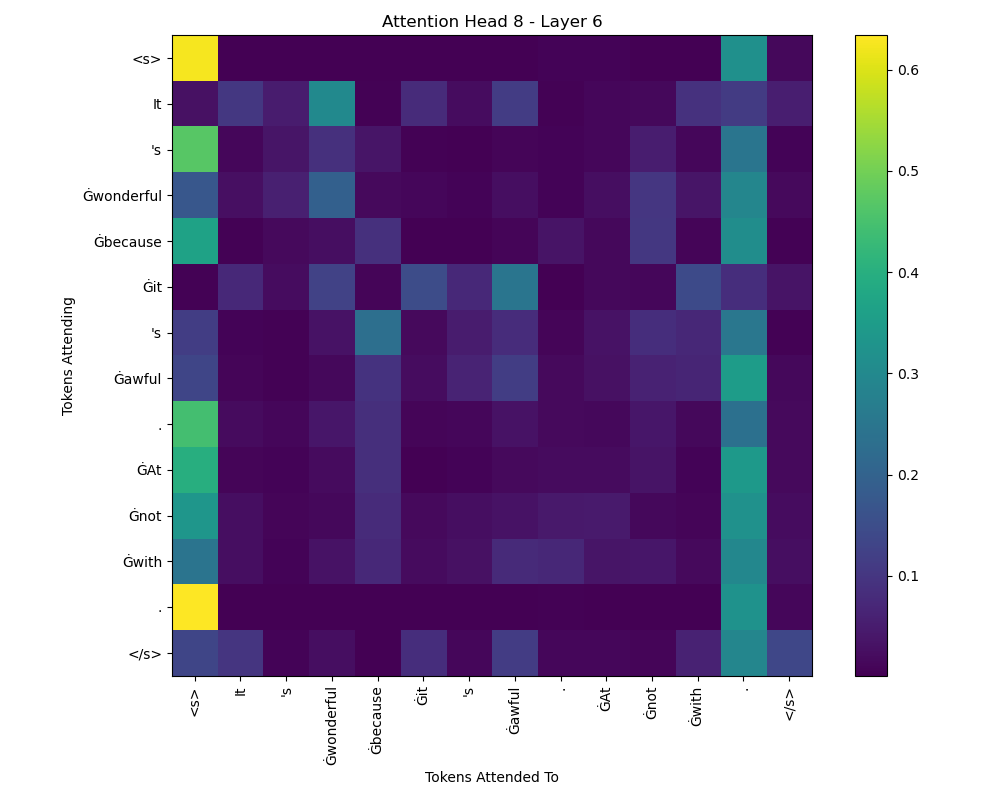 Attention Head 8 - Layer 6
Tokens Attending
<s>
It
's
Ġwonderful
Ġbecause
Ġit
's
Ġawful
.
ĠAt
Ġnot
Ġwith
.
</s>
<s>
It
's
Ġwonderful
Ġbecause
Ġit
's
Ġawful
.
ĠAt
Ġnot
Ġwith
.
</s>
Tokens Attended To
0.6
0.5
0.4
0.3
0.2
0.1